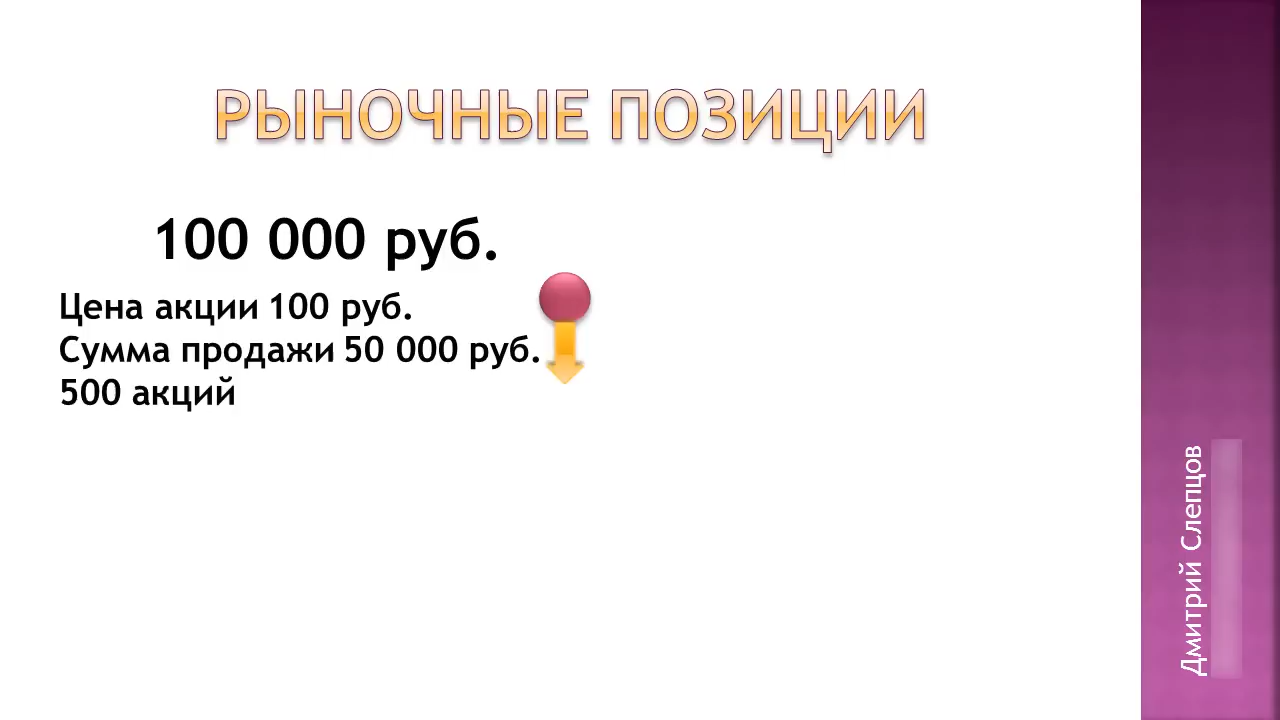 РЫНОЧНЫЕ ПОЗИЦИИ
100 000 руб.
Цена акции 100 руб.
Сумма продажи 50 000 руб.
500 акций
Дмитрий Слепцов